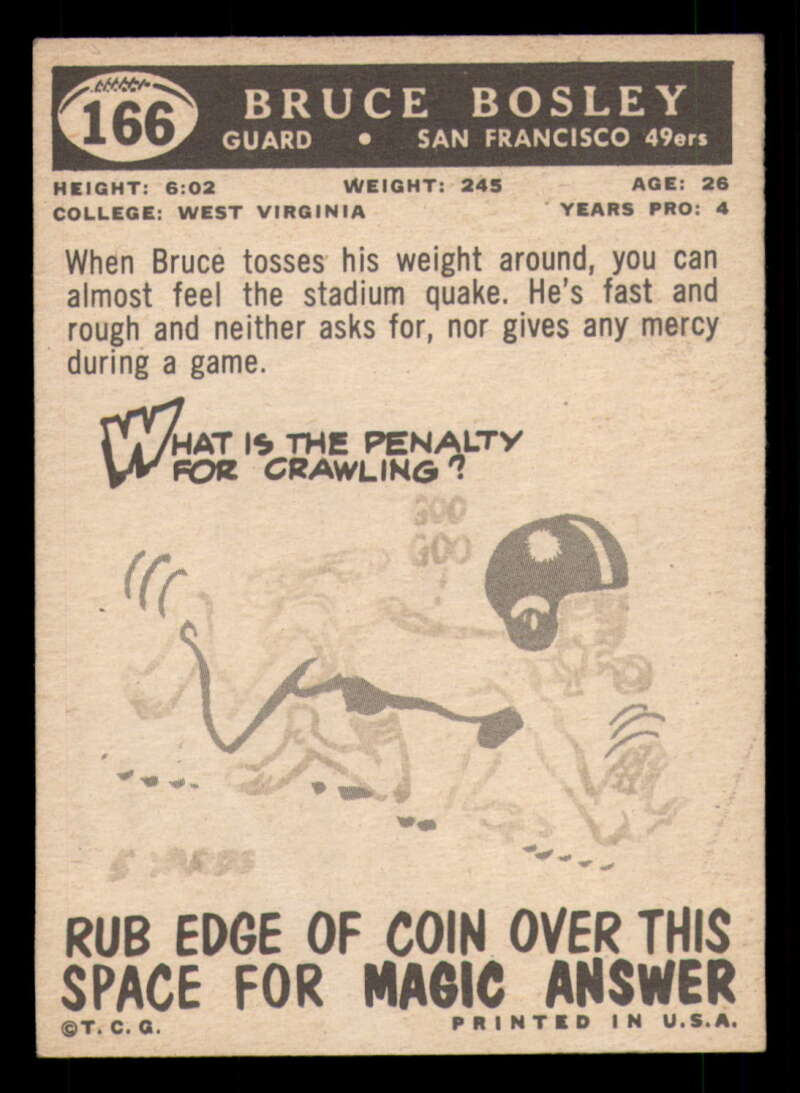 166
BRUCE BOSLEY
GUARD • SAN FRANCISCO 49ers
HEIGHT: 6:02 WEIGHT: 245 AGE: 26
COLLEGE: WEST VIRGINIA YEARS PRO: 4
When Bruce tosses his weight around, you can
almost feel the stadium quake. He's fast and
rough and neither asks for, nor gives any mercy
during a game.
WHAT IS THE PENALTY
FOR CRAWLING?
GOO
GOO
5 YARDS
RUB EDGE OF COIN OVER THIS
SPACE FOR MAGIC ANSWER
©T.C.G. PRINTED IN U.S.A.